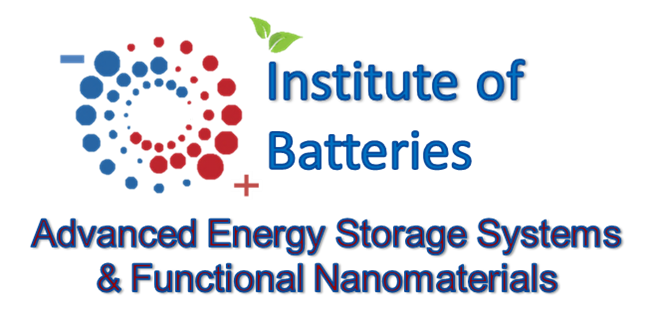 Institute of
Batteries
Advanced Energy Storage Systems
& Functional Nanomaterials